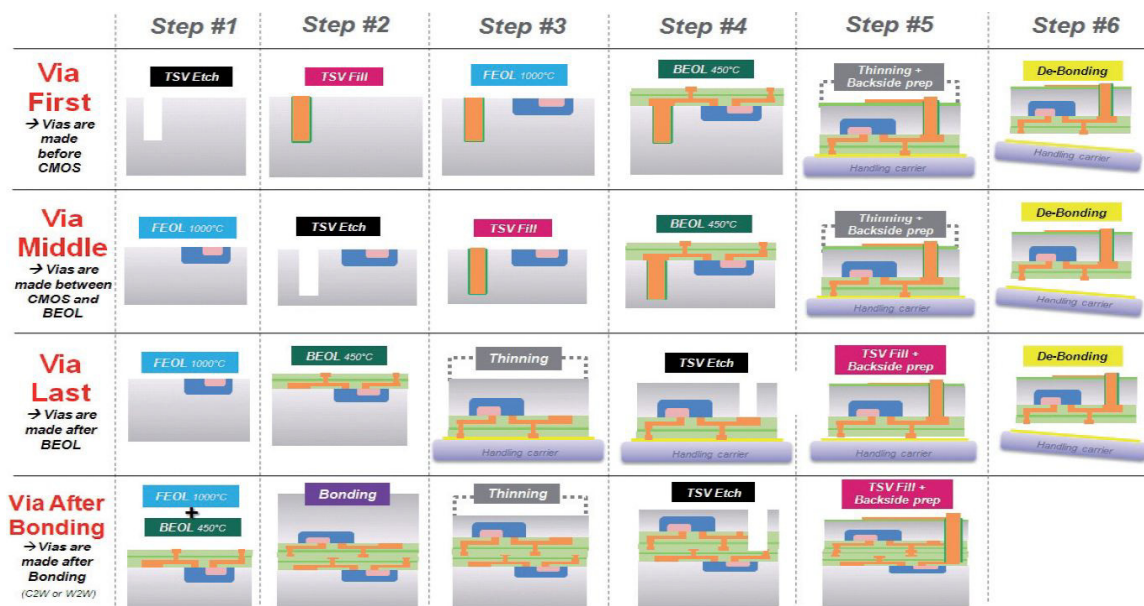 Step #1 Step #2 Step #3 Step #4 Step #5 Step #6
Via
First
→ Vias are
made
before
CMOS
TSV Etch
TSV Fill
FEOL 1000°C
BEOL 450°C
Thinning +
Backside prep
Handling carrier
De-Bonding
Handling carrier
Via
Middle
→ Vias are
made between
CMOS and
BEOL
FEOL 1000°C
TSV Etch
TSV Fill
BEOL 450°C
Thinning +
Backside prep
Handling carrier
De-Bonding
Handling carrier
Via
Last
→ Vias are
made after
BEOL
FEOL 1000°C
BEOL 450°C
Thinning
Handling carrier
TSV Etch
Handling carrier
TSV Fill +
Backside prep
Handling carrier
De-Bonding
Handling carrier
Via After
Bonding
→ Vias are
made after
Bonding
(C2W or W2W)
FEOL 1000°C
+
BEOL 450°C
Bonding
Thinning
TSV Etch
TSV Fill +
Backside prep